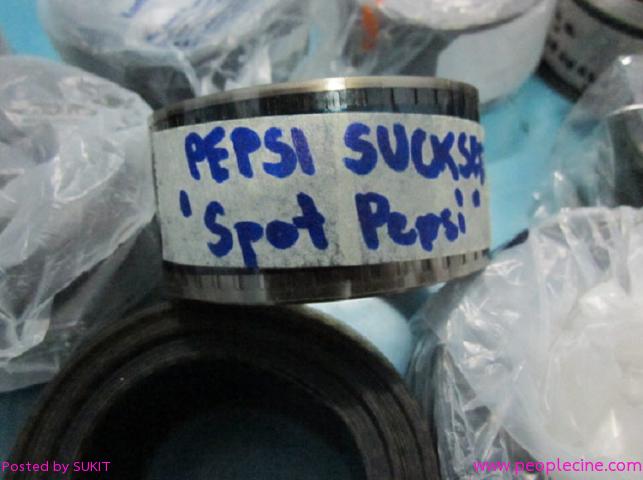 PEPSI SUCKSE
'Spot Pepsi'
Posted by SUKIT
www.peoplecine.com